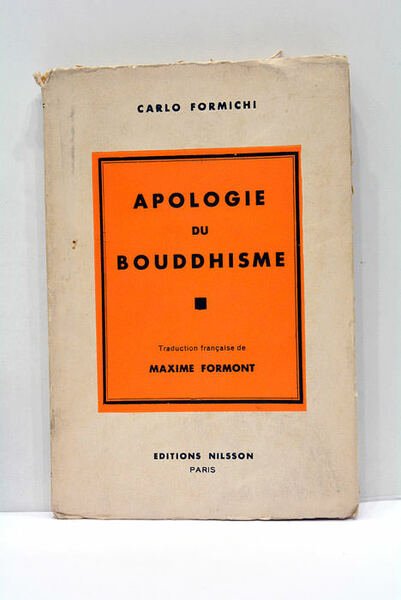 CARLO FORMICHI
APOLOGIE
DU
BOUDDHISME
Traduction française de
MAXIME FORMONT
EDITIONS NILSSON
PARIS